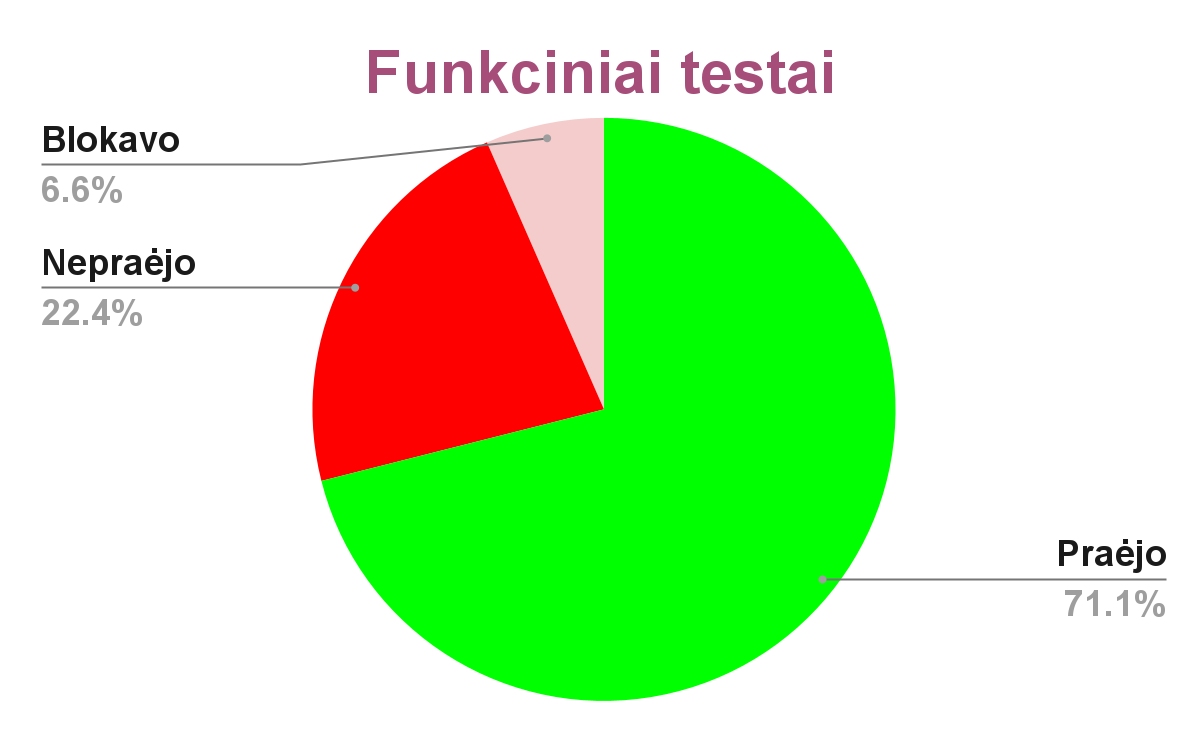 Funkciniai testai
Blokavo
6.6%
Nepraėjo
22.4%
Praėjo
71.1%